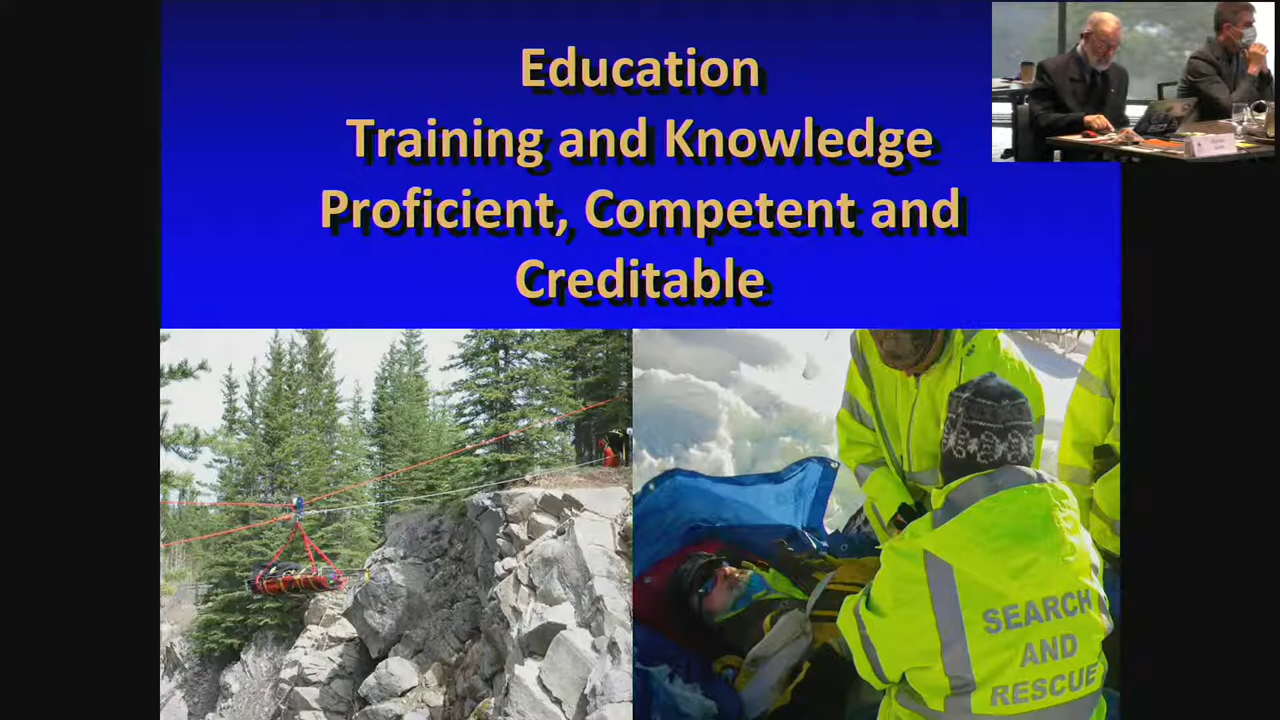 Education
Training and Knowledge
Proficient, Competent and
Creditable
SEARCH
AND
RESCUE